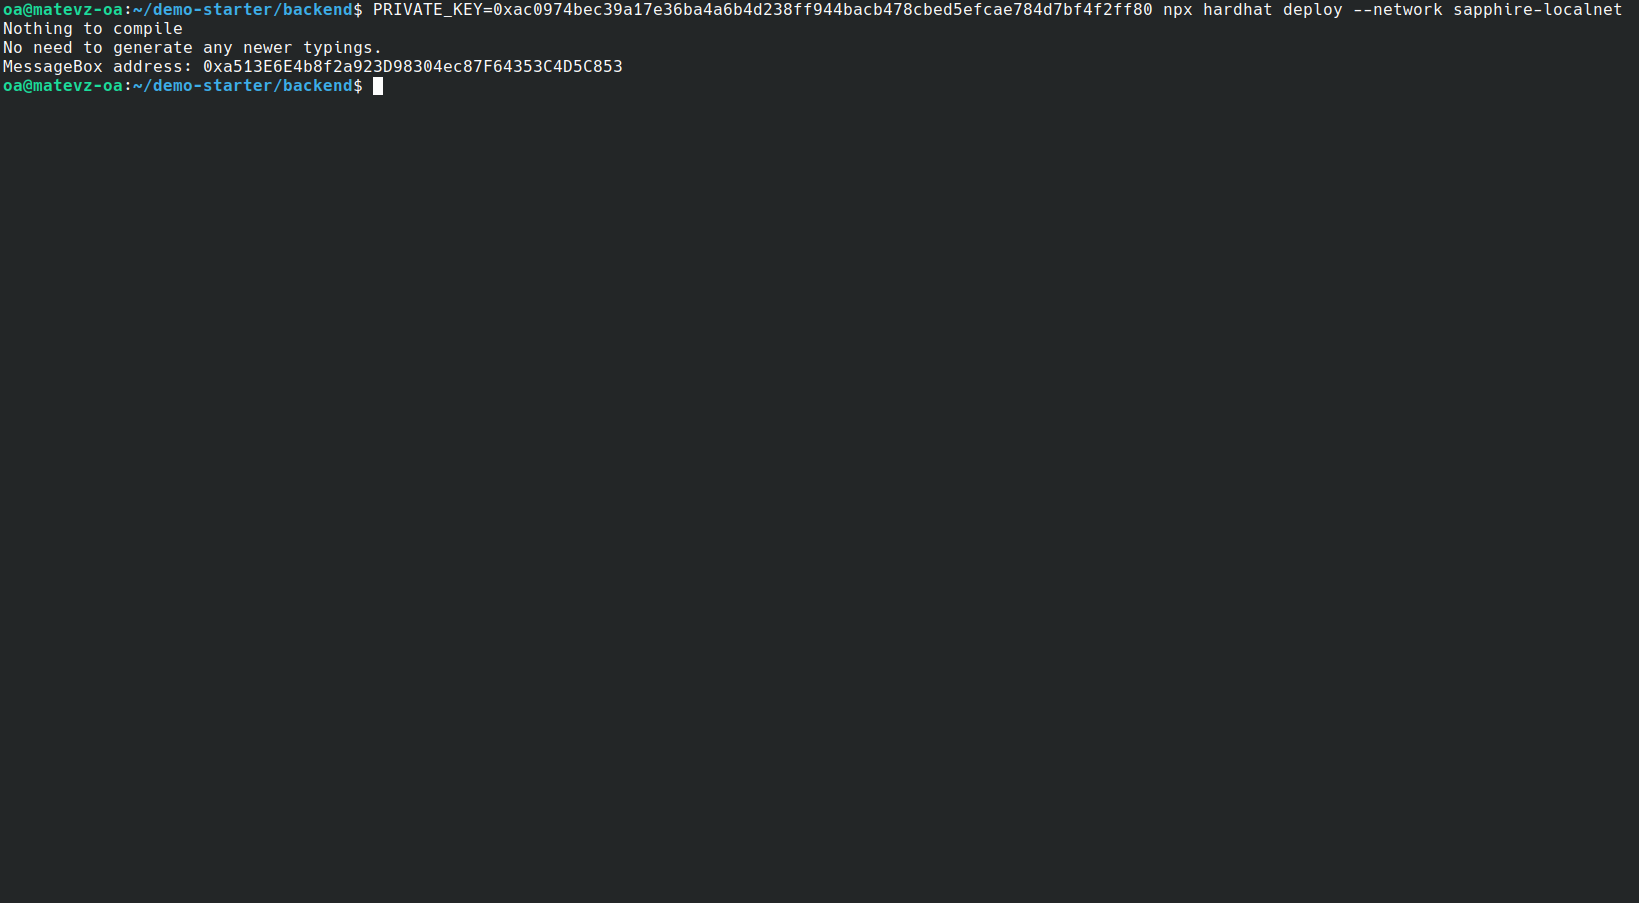 oa@matevz-oa:~/demo-starter/backend$ PRIVATE_KEY=0xac0974bec39a17e36ba4a6b4d238ff944bacb478cbed5efcae784d7bf4f2ff80 npx hardhat deploy --network sapphire-localnet
Nothing to compile
No need to generate any newer typings.
MessageBox address: 0xa513E6E4b8f2a923D98304ec87F64353C4D5C853
oa@matevz-oa:~/demo-starter/backend$